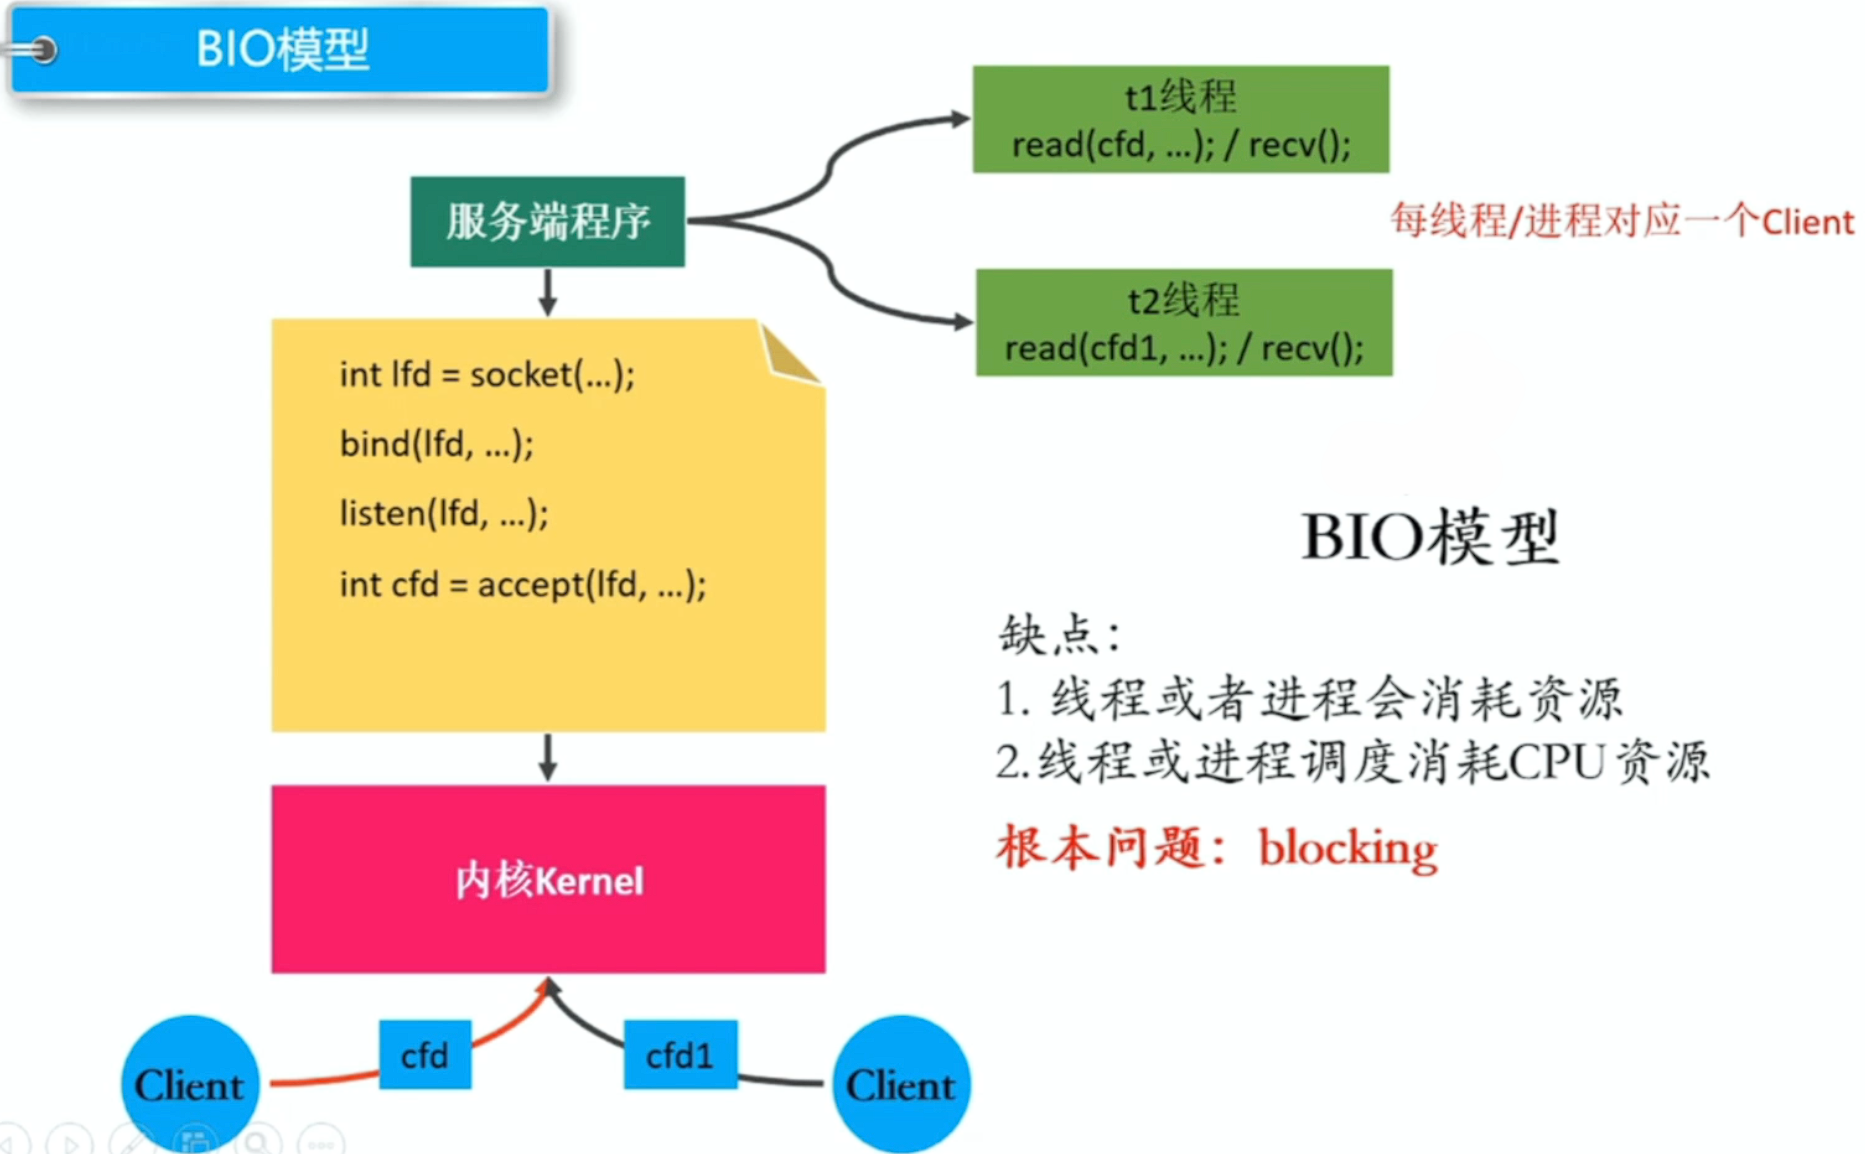 BIO模型
t1线程
read(cfd, ...); / recv();
服务端程序
每线程/进程对应一个Client
t2线程
read(cfd1, ...); / recv();
int lfd = socket(...);
bind(lfd, ...);
listen(lfd, ...);
int cfd = accept(lfd, ...);
BIO模型
缺点：
1. 线程或者进程会消耗资源
2.线程或进程调度消耗CPU资源
根本问题：blocking
内核Kernel
cfd
cfd1
Client
Client